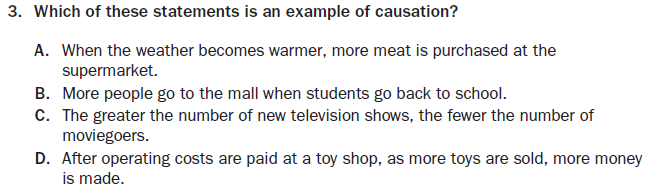 3. Which of these statements is an example of causation?
A. When the weather becomes warmer, more meat is purchased at the
supermarket.
B. More people go to the mall when students go back to school.
C. The greater the number of new television shows, the fewer the number of
moviegoers.
D. After operating costs are paid at a toy shop, as more toys are sold, more money
is made.